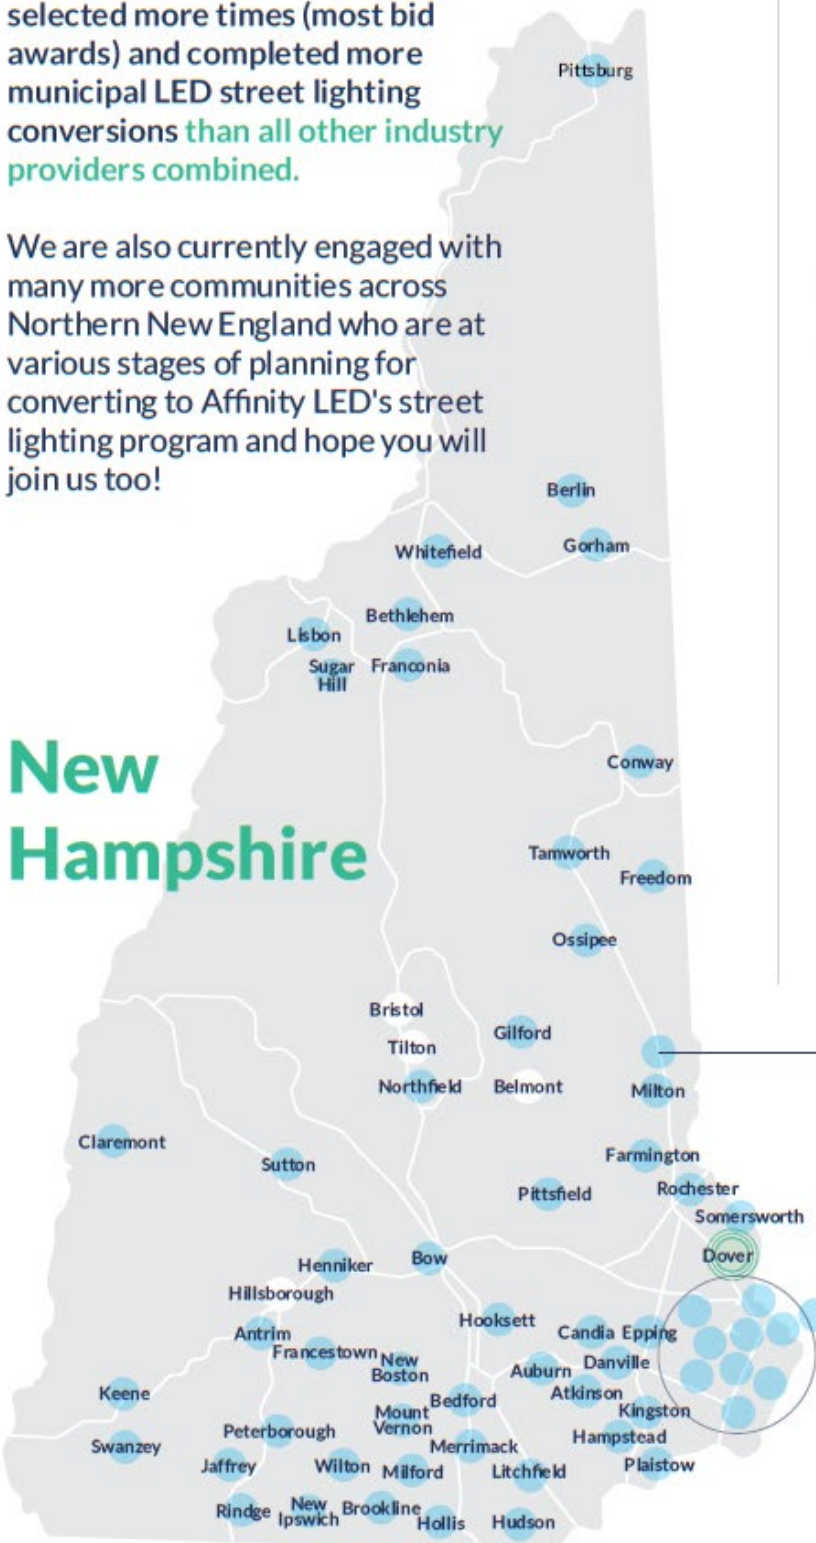 selected more times (most bid
awards) and completed more
municipal LED street lighting
conversions than all other industry
providers combined.
We are also currently engaged with
many more communities across
Northern New England who are at
various stages of planning for
converting to Affinity LED's street
lighting program and hope you will
join us too!
New
Hampshire
Pittsburg
Berlin
Gorham
Whitefield
Bethlehem
Lisbon
Sugar
Hill
Franconia
Conway
Tamworth
Freedom
Ossipee
Bristol
Gilford
Tilton
Northfield
Belmont
Milton
Claremont
Sutton
Farmington
Pittsfield
Rochester
Somersworth
Dover
Henniker
Bow
Hillsborough
Hooksett
Antrim
Candia
Epping
Francestown
New
Boston
Auburn
Danville
Keene
Bedford
Atkinson
Mount
Vernon
Kingston
Peterborough
Hampstead
Swanzey
Merrimack
Jaffrey
Wilton
Milford
Litchfield
Plaistow
Rindge
New
Ipswich
Brookline
Hollis
Hudson